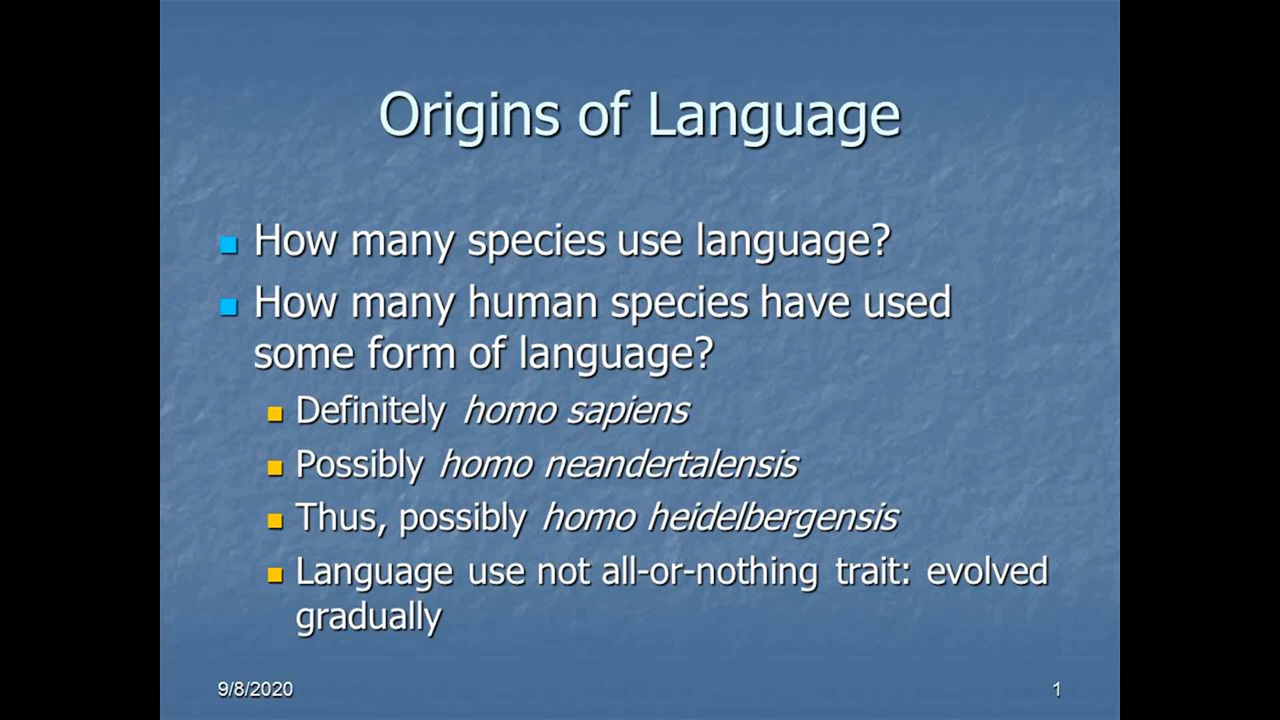 Origins of Language
How many species use language?
How many human species have used
some form of language?
Definitely homo sapiens
Possibly homo neandertalensis
Thus, possibly homo heidelbergensis
Language use not all-or-nothing trait: evolved
gradually
9/8/2020
1